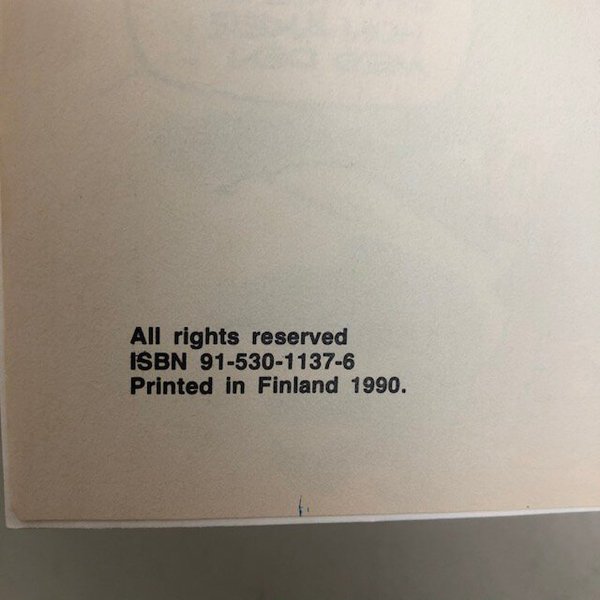 All rights reserved
ISBN 91-530-1137-6
Printed in Finland 1990.